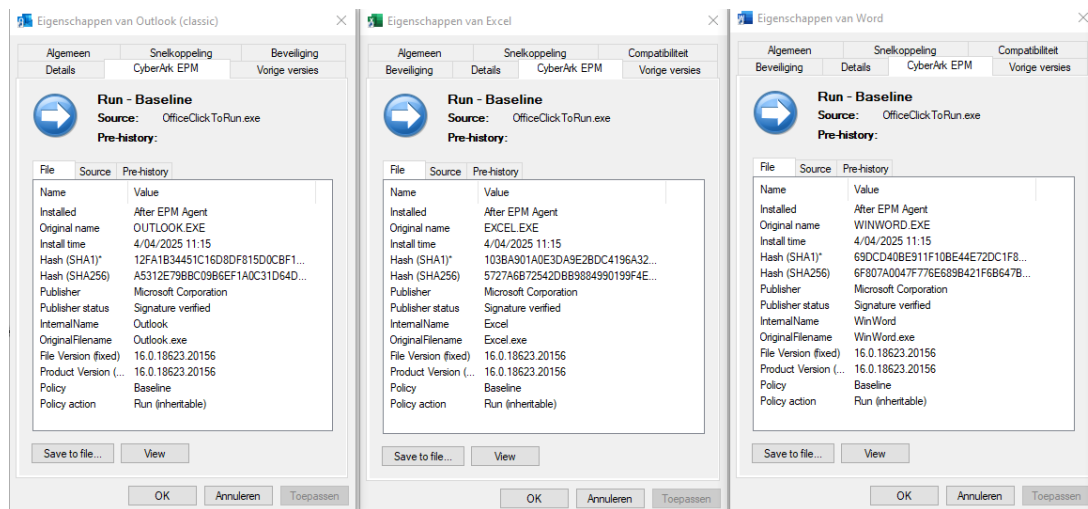 Eigenschappen van Outlook (classic)
Algemeen Snelkoppeling Beveiliging
Details CyberArk EPM Vorige versies
Run - Baseline
Source: OfficeClickToRun.exe
Pre-history:
File Source Pre-history
Name Value
Installed After EPM Agent
Original name OUTLOOK.EXE
Install time 4/04/2025 11:15
Hash (SHA1)* 12FA1B34451C16D8DF815D0CBF1...
Hash (SHA256) A5312E79BBC09B6EF1A0C31D64D...
Publisher Microsoft Corporation
Publisher status Signature verified
InternalName Outlook
OriginalFilename Outlook.exe
File Version (fixed) 16.0.18623.20156
Product Version (... 16.0.18623.20156
Policy Baseline
Policy action Run (inheritable)
Save to file... View
OK Annuleren Toepassen
Eigenschappen van Excel
Algemeen Snelkoppeling Compatibiliteit
Beveiliging Details CyberArk EPM Vorige versies
Run - Baseline
Source: OfficeClickToRun.exe
Pre-history:
File Source Pre-history
Name Value
Installed After EPM Agent
Original name EXCEL.EXE
Install time 4/04/2025 11:15
Hash (SHA1)* 103BA901A0E3DA9E2BDC4196A32...
Hash (SHA256) 5727A6B72542DBB9884990199F4E...
Publisher Microsoft Corporation
Publisher status Signature verified
InternalName Excel
OriginalFilename Excel.exe
File Version (fixed) 16.0.18623.20156
Product Version (... 16.0.18623.20156
Policy Baseline
Policy action Run (inheritable)
Save to file... View
OK Annuleren Toepassen
Eigenschappen van Word
Algemeen Snelkoppeling Compatibiliteit
Beveiliging Details CyberArk EPM Vorige versies
Run - Baseline
Source: OfficeClickToRun.exe
Pre-history:
File Source Pre-history
Name Value
Installed After EPM Agent
Original name WINWORD.EXE
Install time 4/04/2025 11:15
Hash (SHA1)* 69DCD40BE911F10BE44E72DC1F8...
Hash (SHA256) 6F807A0047F776E689B421F6B647B...
Publisher Microsoft Corporation
Publisher status Signature verified
InternalName WinWord
OriginalFilename WinWord.exe
File Version (fixed) 16.0.18623.20156
Product Version (... 16.0.18623.20156
Policy Baseline
Policy action Run (inheritable)
Save to file... View
OK Annuleren Toepassen